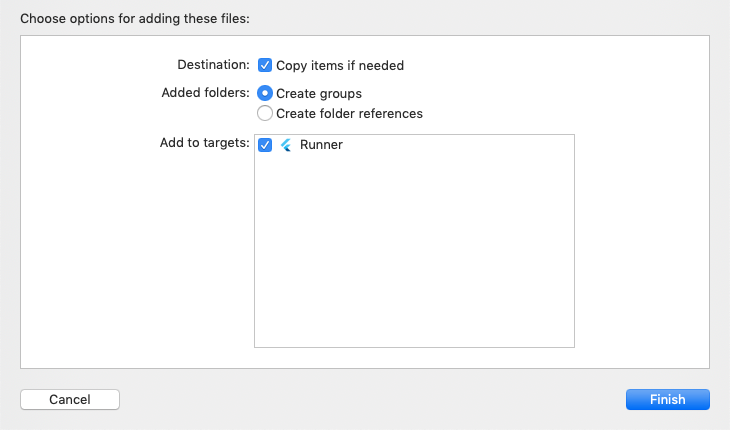 Choose options for adding these files:
Destination: Copy items if needed
Added folders: Create groups
Create folder references
Add to targets: Runner
Cancel Finish